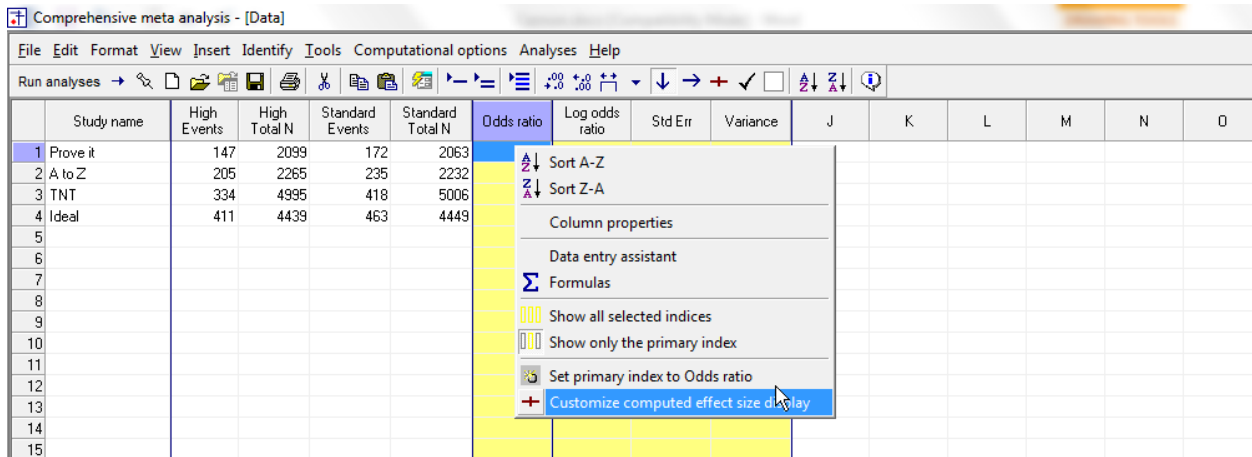 Comprehensive meta analysis - [Data]
File Edit Format View Insert Identify Tools Computational options Analyses Help
Run analyses
Study name High Events High Total N Standard Events Standard Total N Odds ratio Log odds ratio Std Err Variance J K L M N O
1 Prove it 147 2099 172 2063
2 A to Z 205 2265 235 2232
3 TNT 334 4995 418 5006
4 Ideal 411 4439 463 4449
5
6
7
8
9
10
11
12
13
14
15
Sort A-Z
Sort Z-A
Column properties
Data entry assistant
Formulas
Show all selected indices
Show only the primary index
Set primary index to Odds ratio
Customize computed effect size display